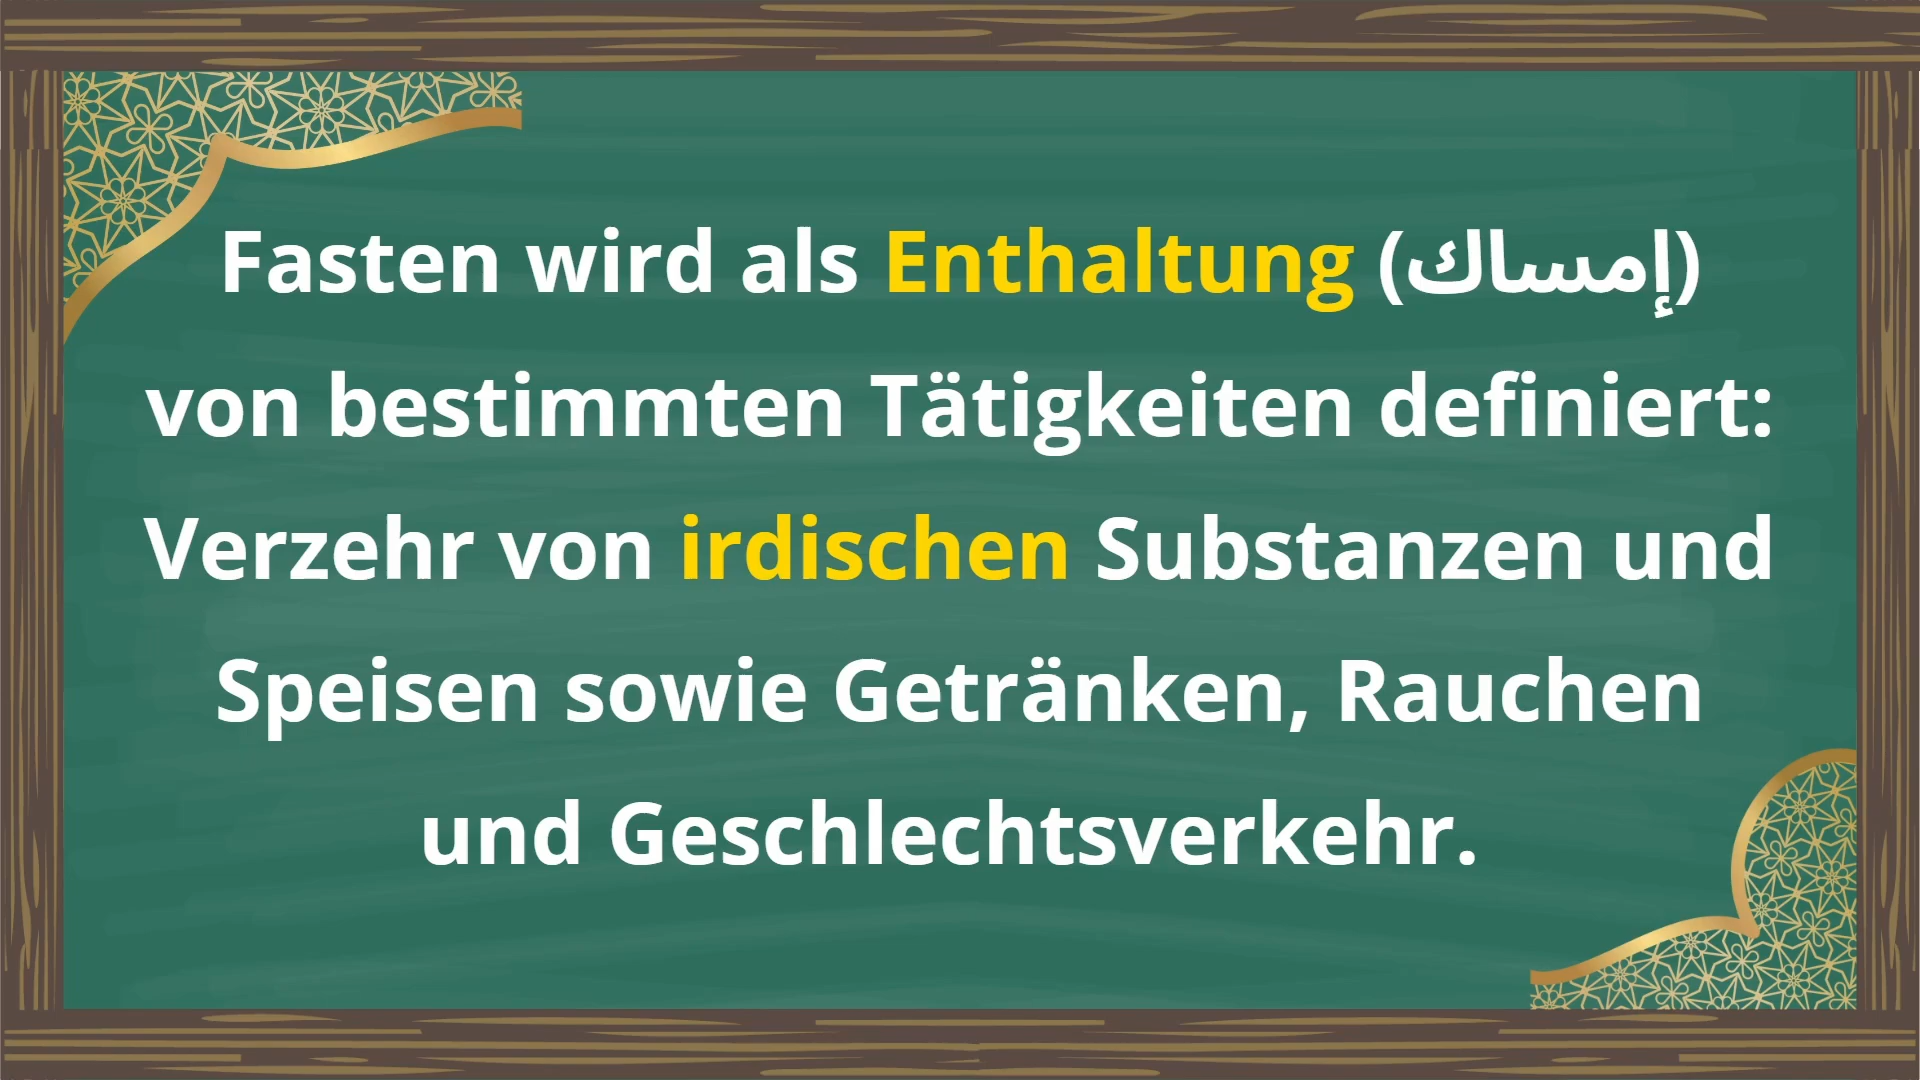 Fasten wird als Enthaltung (إمساك)
von bestimmten Tätigkeiten definiert:
Verzehr von irdischen Substanzen und
Speisen sowie Getränken, Rauchen
und Geschlechtsverkehr.